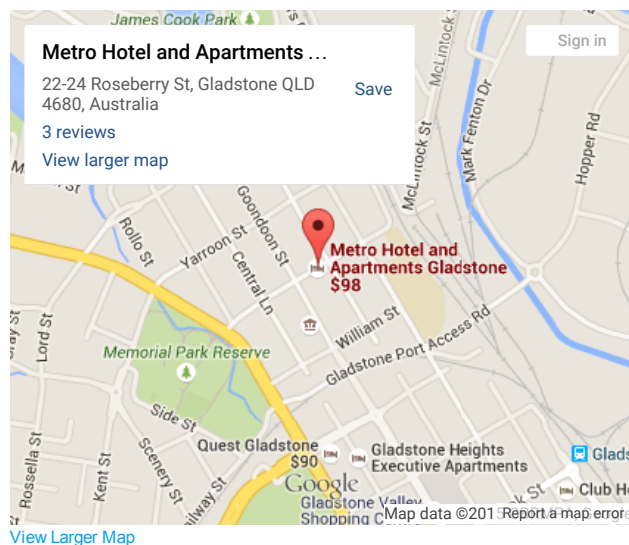 James Cook Park
Metro Hotel and Apartments ...
22-24 Roseberry St, Gladstone QLD
4680, Australia
Save
3 reviews
View larger map
Sign in
McLintock St
Mark Fenton Dr
Hopper Rd
McLintock St
Goondoon St
Rollo St
Yarroon St
Central Ln
Metro Hotel and
Apartments Gladstone
$98
William St
Gladstone Port Access Rd
Lord St
Memorial Park Reserve
Side St
Scenery St
Rossella St
Kent St
Quest Gladstone
$90
Gladstone Heights
Executive Apartments
Google
Gladstone Valley
Shopping
Club
Map data ©201
Report a map error
View Larger Map